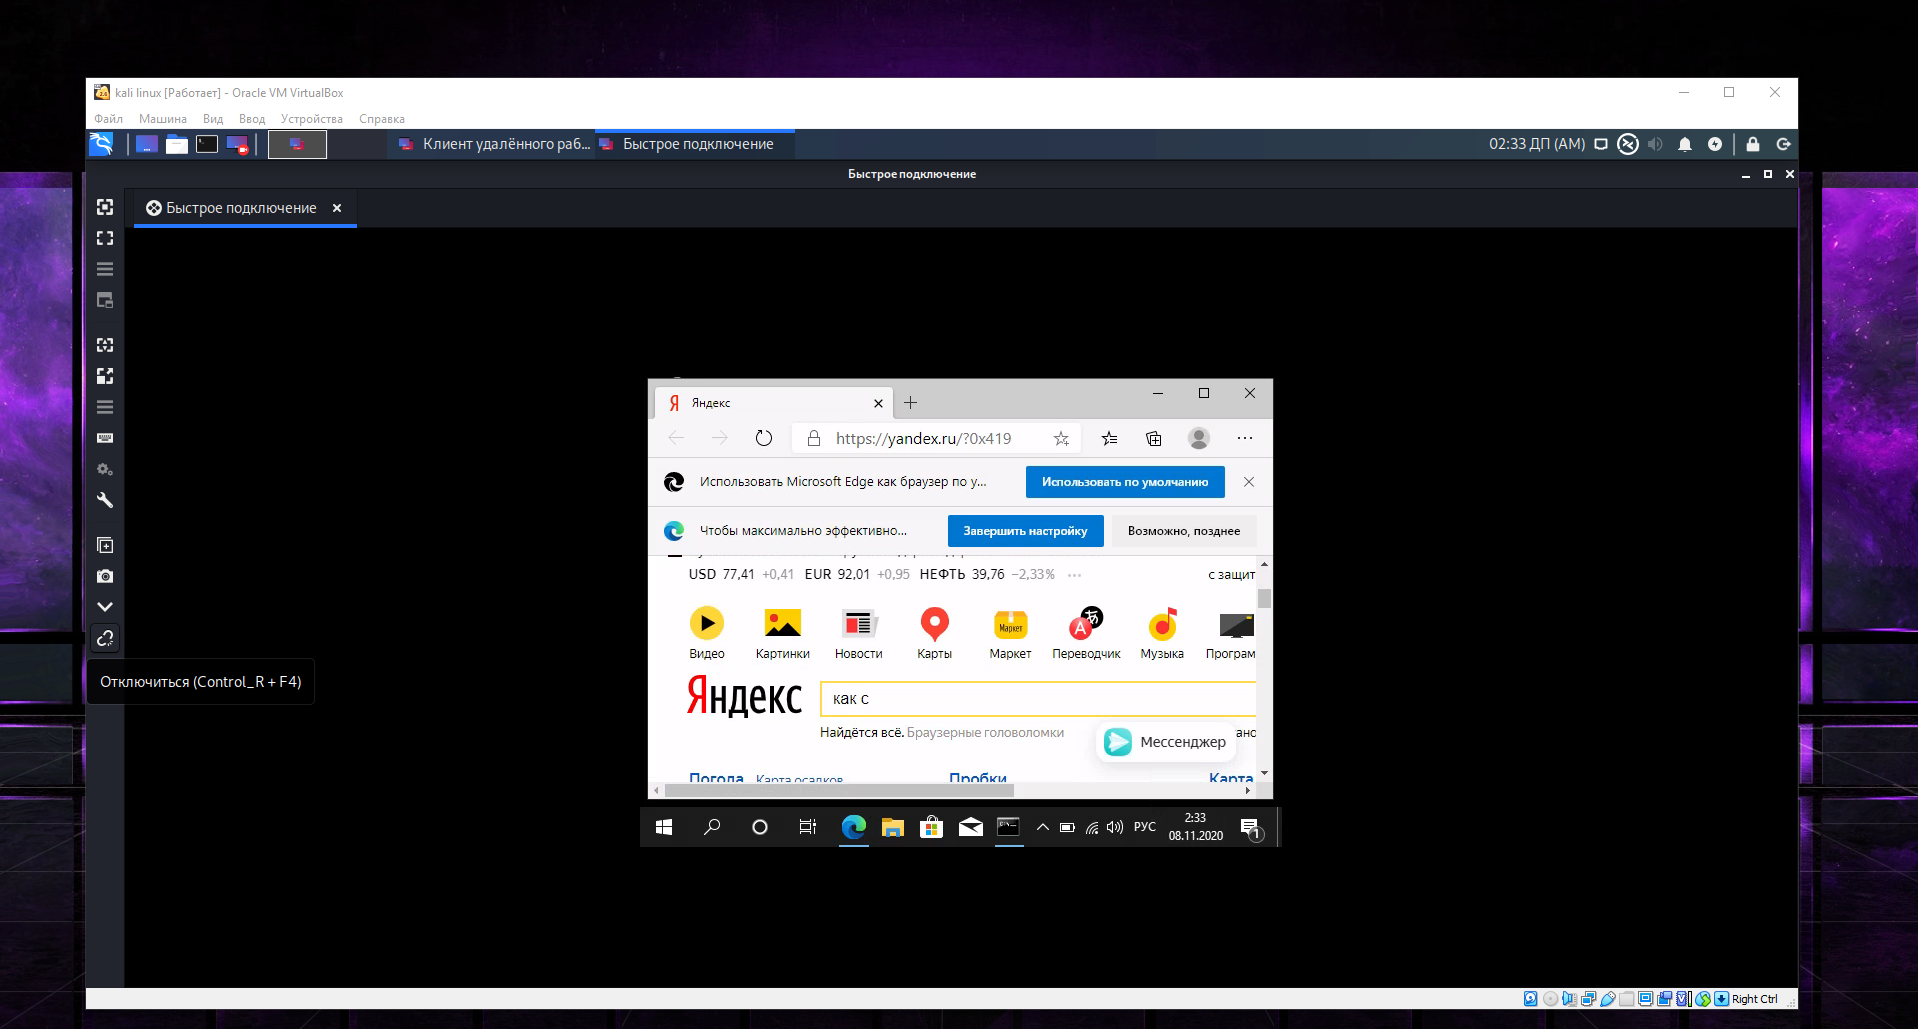 kali linux [Работает] - Oracle VM VirtualBox
Файл Машина Вид Ввод Устройства Справка
Клиент удалённого раб... Быстрое подключение 02:33 ДП (AM)
Быстрое подключение
Быстрое подключение
Яндекс
https://yandex.ru/?0x419
Использовать Microsoft Edge как браузер по у... Использовать по умолчанию
Чтобы максимально эффективно... Завершить настройку Возможно, позднее
USD 77,41 +0,41 EUR 92,01 +0,95 НЕФТЬ 39,76 −2,33% ... с защит
Маркет
Видео Картинки Новости Карты Маркет Переводчик Музыка Програм
Отключиться (Control_R + F4)
Яндекс как с
Найдётся всё. Браузерные головоломки
Мессенджер ано
Погода Карта осадков Пробки Карта
РУС 2:33
08.11.2020 1
Right Ctrl